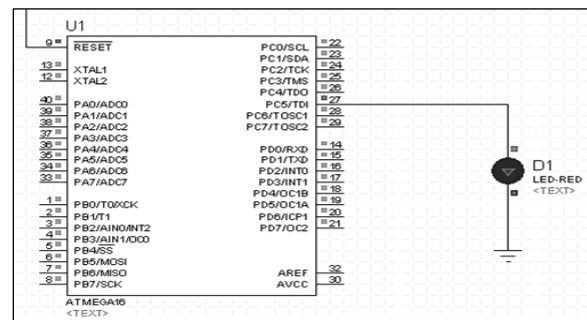 U1
9 RESET
13 XTAL1
12 XTAL2
40 PA0/ADC0
39 PA1/ADC1
38 PA2/ADC2
37 PA3/ADC3
36 PA4/ADC4
35 PA5/ADC5
34 PA6/ADC6
33 PA7/ADC7
1 PB0/T0/XCK
2 PB1/T1
3 PB2/AIN0/INT2
4 PB3/AIN1/OC0
5 PB4/SS
6 PB5/MOSI
7 PB6/MISO
8 PB7/SCK
PC0/SCL 22
PC1/SDA 23
PC2/TCK 24
PC3/TMS 25
PC4/TDO 26
PC5/TDI 27
PC6/TOSC1 28
PC7/TOSC2 29
PD0/RXD 14
PD1/TXD 15
PD2/INT0 16
PD3/INT1 17
PD4/OC1B 18
PD5/OC1A 19
PD6/ICP1 20
PD7/OC2 21
AREF 32
AVCC 30
ATMEGA16
<TEXT>
D1
LED-RED
<TEXT>